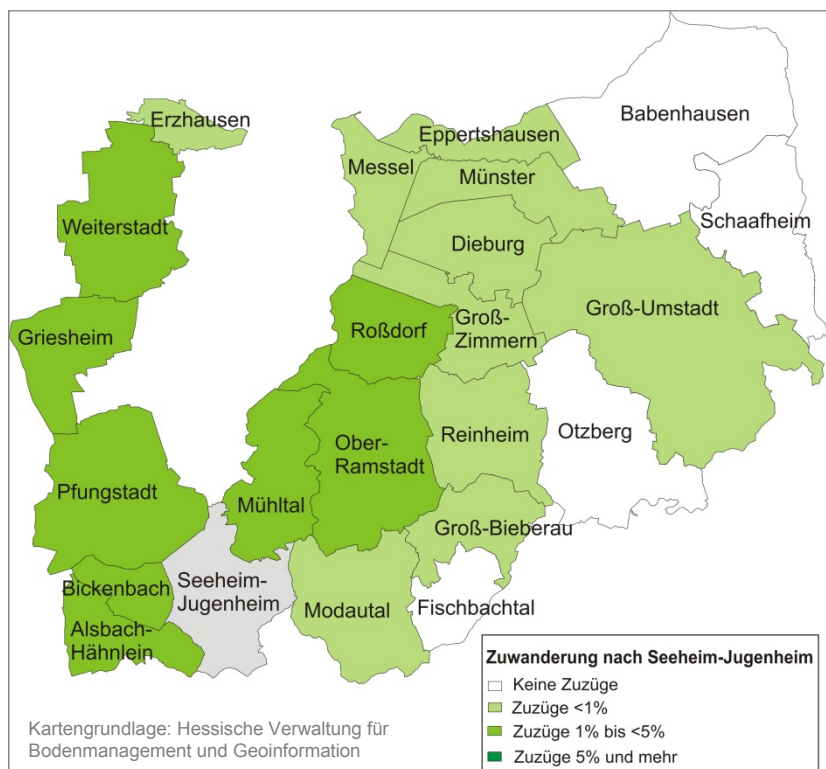 Babenhausen
Erzhausen
Eppertshausen
Messel
Münster
Schaafheim
Weiterstadt
Dieburg
Groß-Umstadt
Griesheim
Roßdorf
Groß-
Zimmern
Otzberg
Reinheim
Ober-
Ramstadt
Pfungstadt
Mühltal
Groß-Bieberau
Bickenbach
Seeheim-
Jugenheim
Modautal
Fischbachtal
Alsbach-
Hähnlein
Zuwanderung nach Seeheim-Jugenheim
Keine Zuzüge
Zuzüge <1%
Zuzüge 1% bis <5%
Zuzüge 5% und mehr
Kartengrundlage: Hessische Verwaltung für
Bodenmanagement und Geoinformation